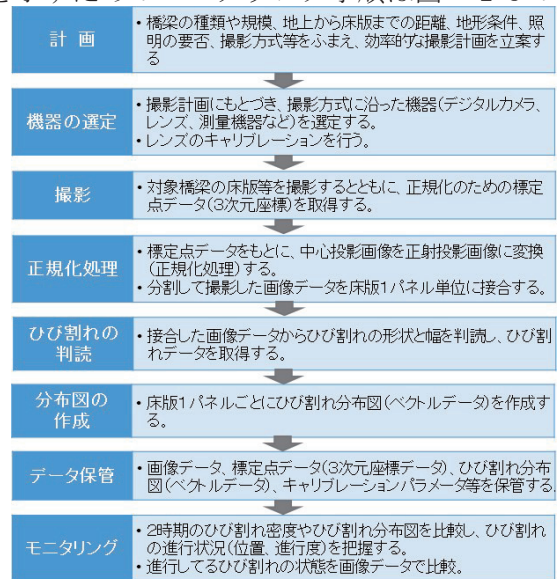 計 画
・橋梁の種類や規模、地上から床版までの距離、地形条件、照
明の要否、撮影方式等をふまえ、効率的な撮影計画を立案す
る
機器の選定
・撮影計画にもとづき、撮影方式に沿った機器(デジタルカメラ、
レンズ、測量機器など)を選定する。
・レンズのキャリブレーションを行う。
撮影
・対象橋梁の床版等を撮影するとともに、正規化のための標定
点データ(3次元座標)を取得する。
正規化処理
・標定点データをもとに、中心投影画像を正射投影画像に変換
(正規化処理)する。
・分割して撮影した画像データを床版1パネル単位に接合する。
ひび割れの
判読
・接合した画像データからひび割れの形状と幅を判読し、ひび割
れデータを取得する。
分布図の
作成
・床版1パネルごとにひび割れ分布図(ベクトルデータ)を作成す
る。
データ保管
・画像データ、標定点データ(3次元座標データ)、ひび割れ分布
図(ベクトルデータ)、キャリブレーションパラメータ等を保管する
モニタリング
・2時期のひび割れ密度やひび割れ分布図を比較し、ひび割れ
の進行状況(位置、進行度)を把握する。
・進行してるひび割れの状態を画像データで比較。